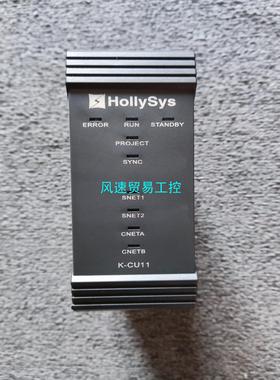 HollySys
ERROR RUN STANDBY
PROJECT
SYNC
风速贸易工控
SNET1
SNET2
CNETA
CNETB
K-CU11